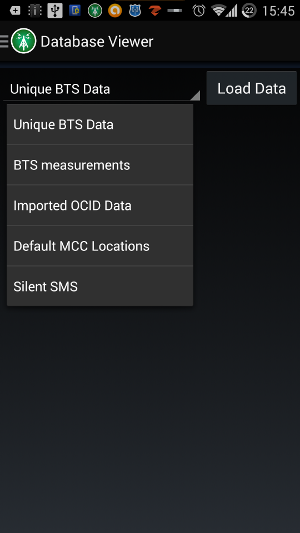 22 15:45
Database Viewer
Unique BTS Data
Load Data
Unique BTS Data
BTS measurements
Imported OCID Data
Default MCC Locations
Silent SMS